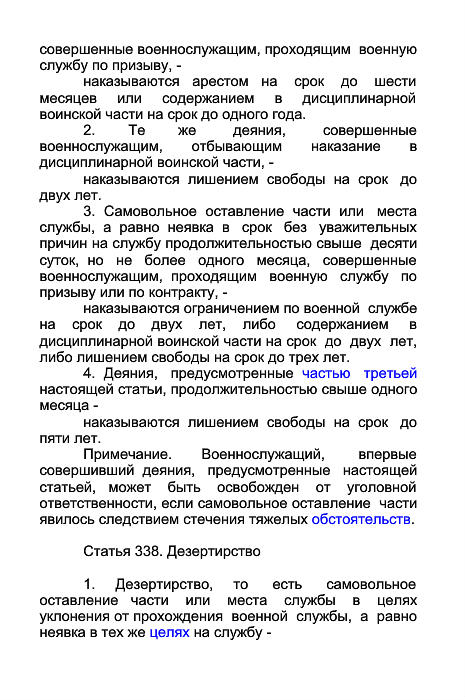 совершенные военнослужащим, проходящим военную
службу по призыву, -
наказываются арестом на срок до шести
месяцев или содержанием в дисциплинарной
воинской части на срок до одного года.
2. Те же деяния, совершенные
военнослужащим, отбывающим наказание в
дисциплинарной воинской части, -
наказываются лишением свободы на срок до
двух лет.
3. Самовольное оставление части или места
службы, а равно неявка в срок без уважительных
причин на службу продолжительностью свыше десяти
суток, но не более одного месяца, совершенные
военнослужащим, проходящим военную службу по
призыву или по контракту, -
наказываются ограничением по военной службе
на срок до двух лет, либо содержанием в
дисциплинарной воинской части на срок до двух лет,
либо лишением свободы на срок до трех лет.
4. Деяния, предусмотренные частью третьей
настоящей статьи, продолжительностью свыше одного
месяца -
наказываются лишением свободы на срок до
пяти лет.
Примечание. Военнослужащий, впервые
совершивший деяния, предусмотренные настоящей
статьей, может быть освобожден от уголовной
ответственности, если самовольное оставление части
явилось следствием стечения тяжелых обстоятельств.
Статья 338. Дезертирство
1. Дезертирство, то есть самовольное
оставление части или места службы в целях
уклонения от прохождения военной службы, а равно
неявка в тех же целях на службу -